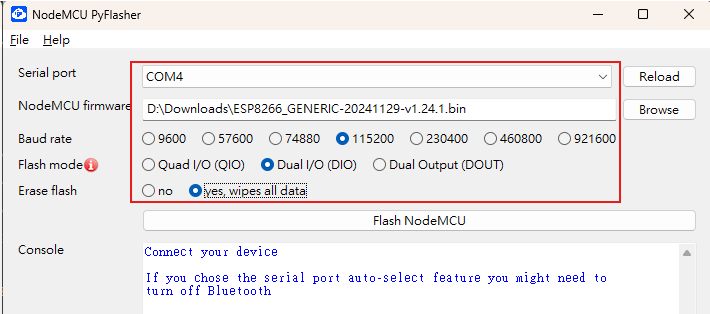 NodeMCU PyFlasher
File Help
Serial port COM4 Reload
NodeMCU firmware D:\Downloads\ESP8266_GENERIC-20241129-v1.24.1.bin Browse
Baud rate 9600 57600 74880 115200 230400 460800 921600
Flash mode Quad I/O (QIO) Dual I/O (DIO) Dual Output (DOUT)
Erase flash no yes, wipes all data
Flash NodeMCU
Console Connect your device
If you chose the serial port auto-select feature you might need to
turn off Bluetooth